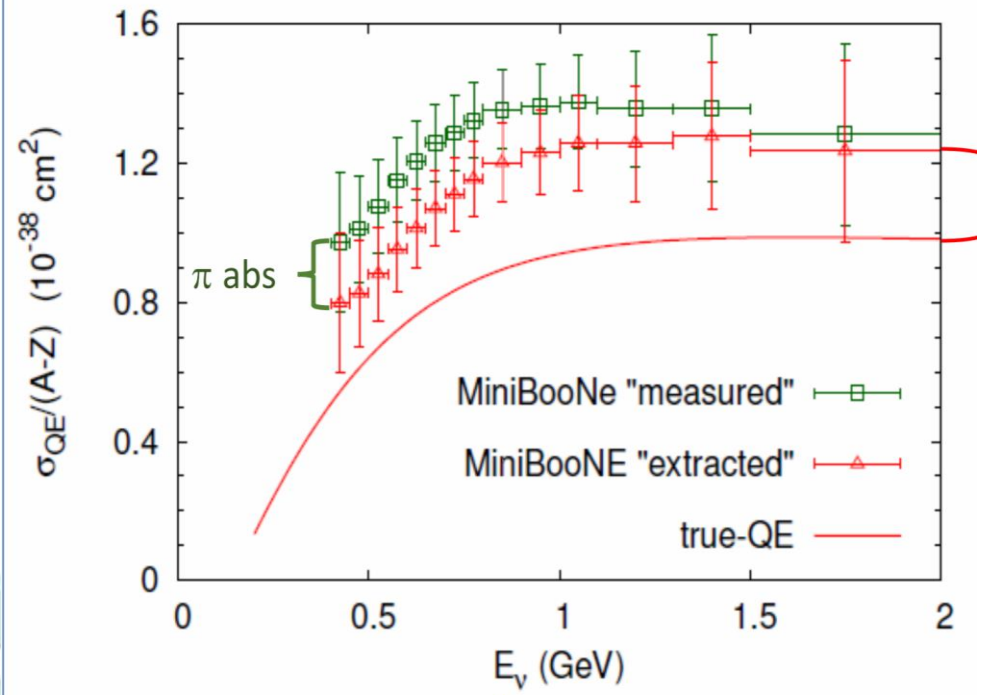 1.6
1.2
0.8
0.4
0
σQE/(A-Z) (10⁻³⁸ cm²)
π abs
MiniBooNe "measured"
MiniBooNE "extracted"
true-QE
0 0.5 1 1.5 2
Eν (GeV)